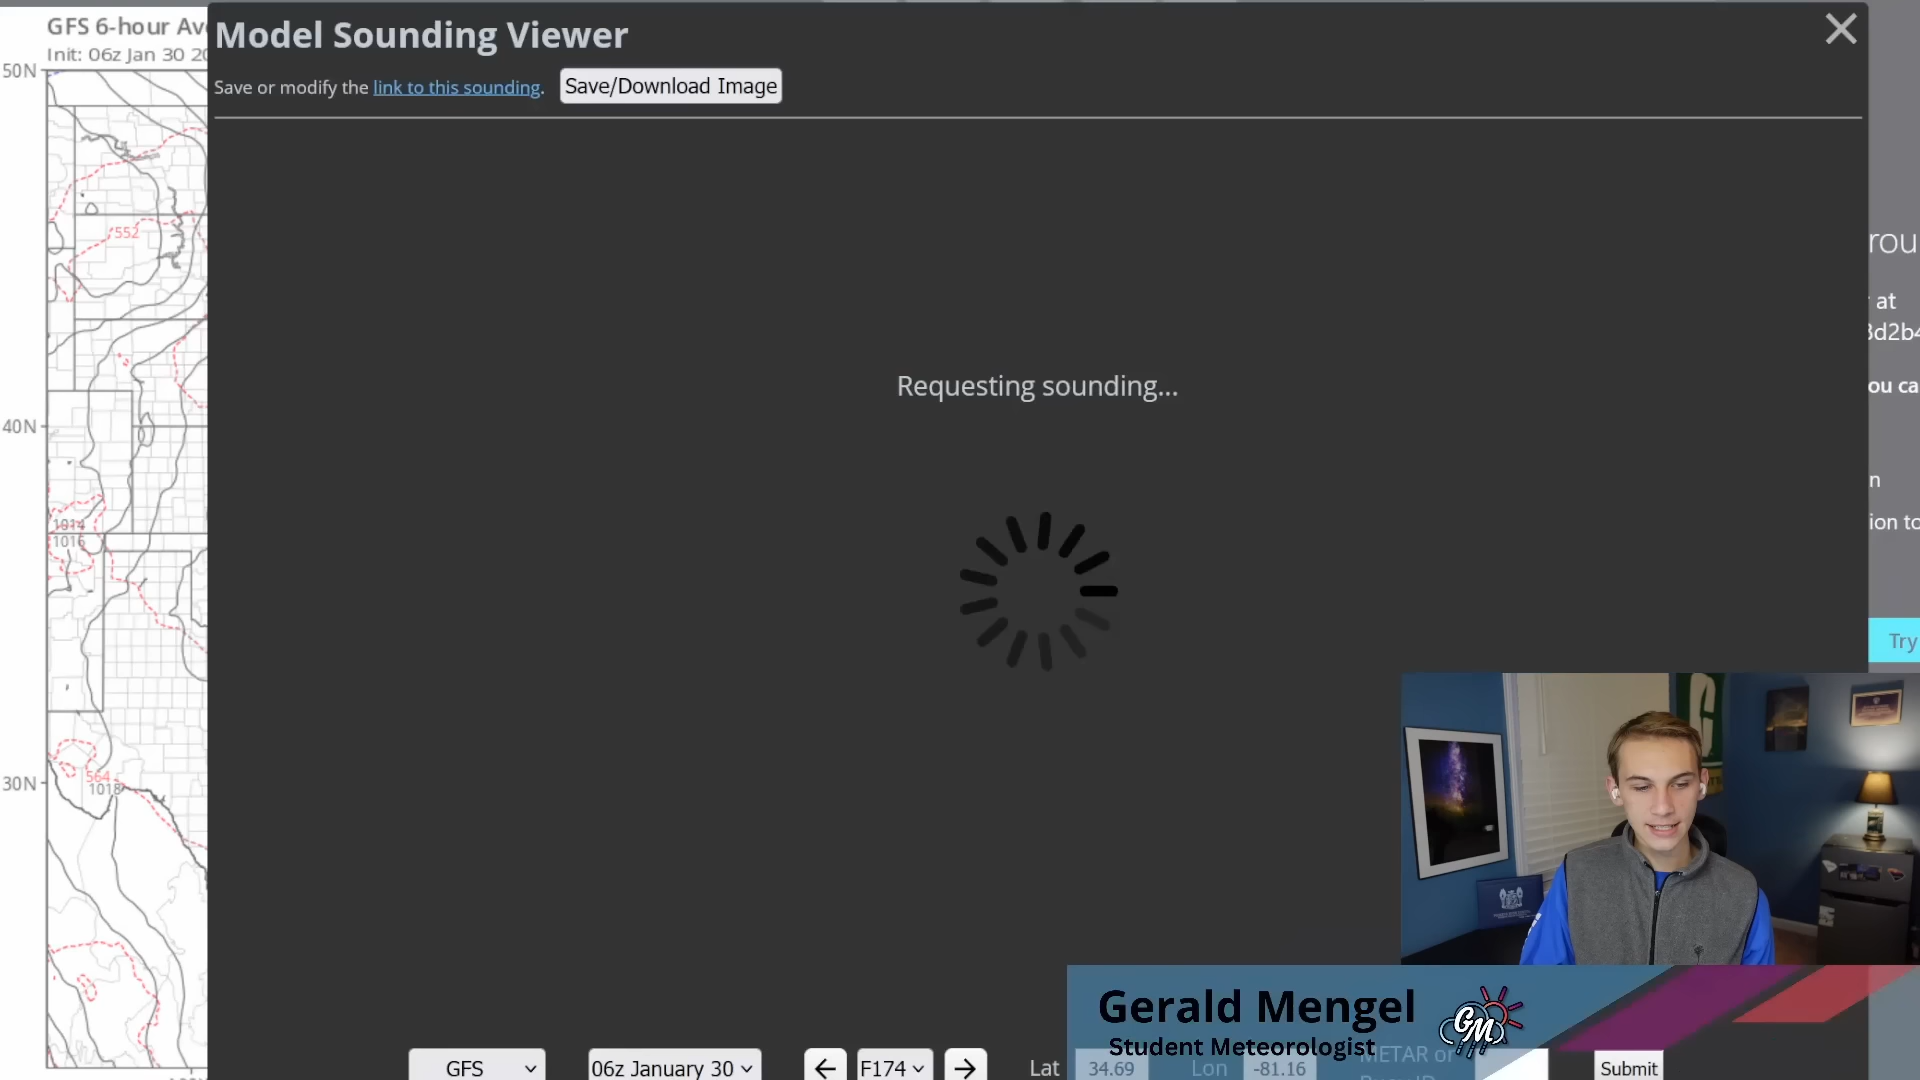 GFS 6-hour Av
Init: 06z Jan 30 20
50N
40N
30N
552
1014
1016
564
1018
Model Sounding Viewer
Save or modify the link to this sounding.
Save/Download Image
Requesting sounding...
rou
at
3d2b4
ou ca
n
ion to
Try
Gerald Mengel
Student Meteorologist
GM
GFS
06z January 30
F174
Lat
34.69
Lon
-81.16
METAR or
Submit